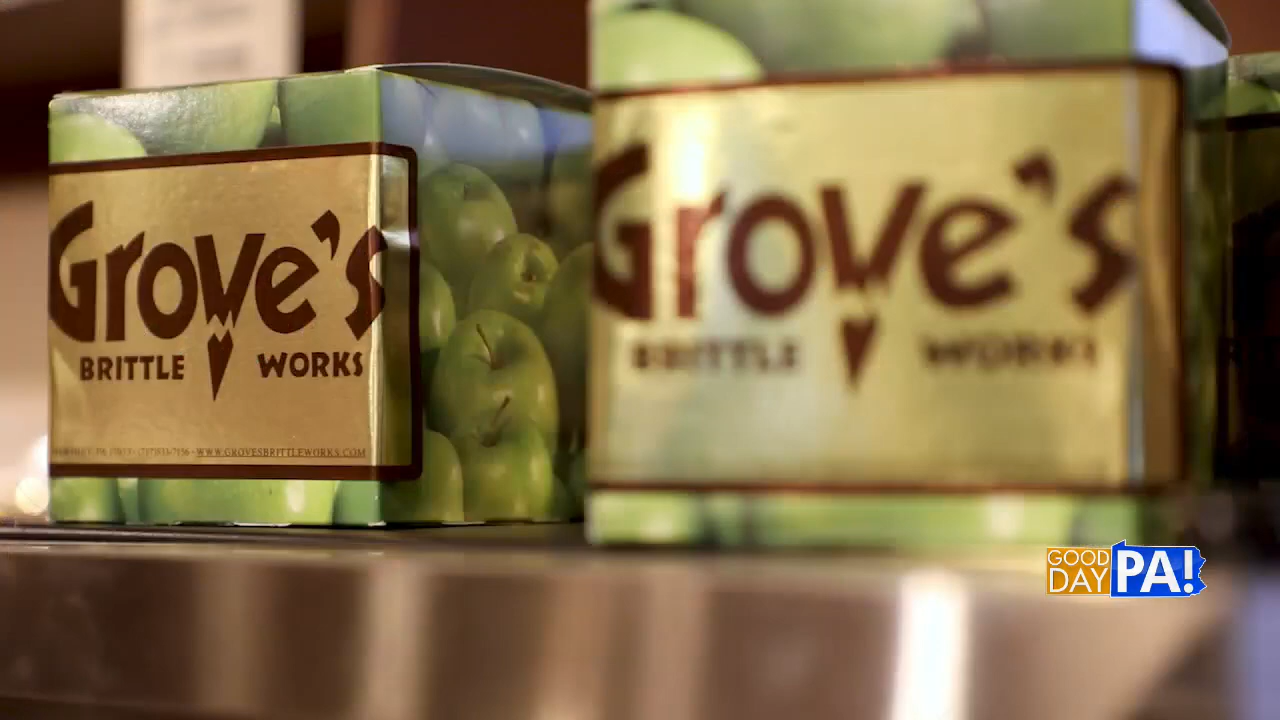 Grove's
BRITTLE WORKS
WWW.GROVESBRITTLEWORKS.COM
Grove's
BRITTLE WORKS
GOOD
DAY PA!